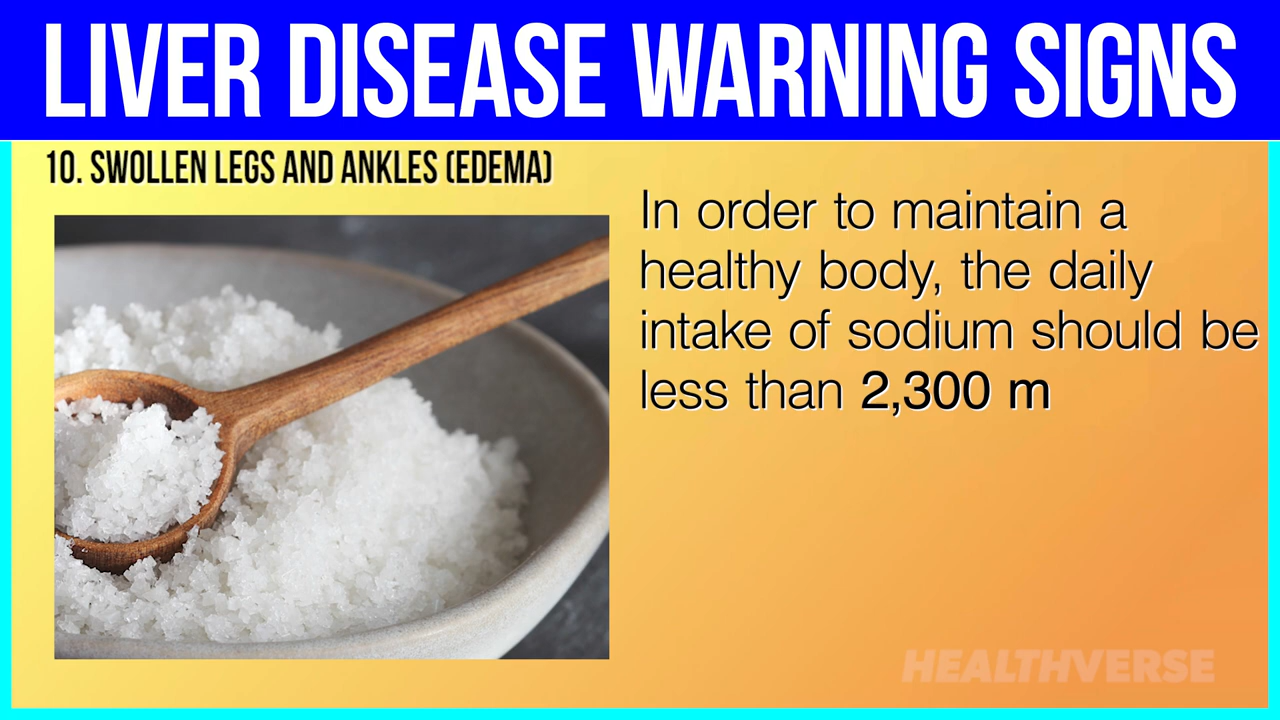 LIVER DISEASE WARNING SIGNS
10. SWOLLEN LEGS AND ANKLES (EDEMA)
In order to maintain a
healthy body, the daily
intake of sodium should be
less than 2,300 m
HEALTHVERSE